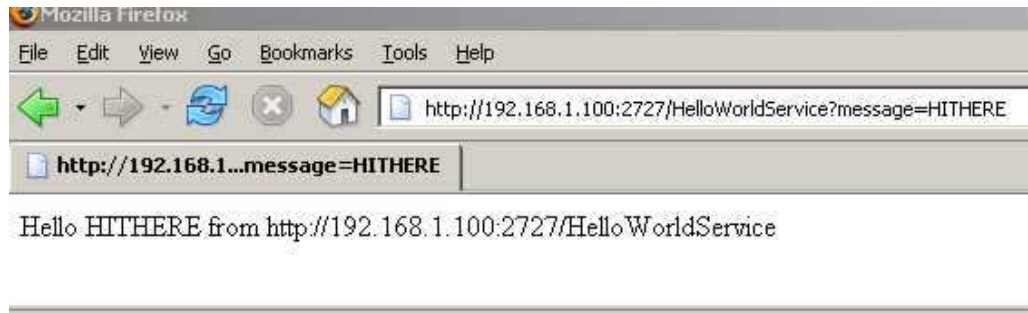 Mozilla Firefox
File Edit View Go Bookmarks Tools Help
http://192.168.1.100:2727/HelloWorldService?message=HITHERE
http://192.168.1...message=HITHERE
Hello HITHERE from http://192.168.1.100:2727/HelloWorldService